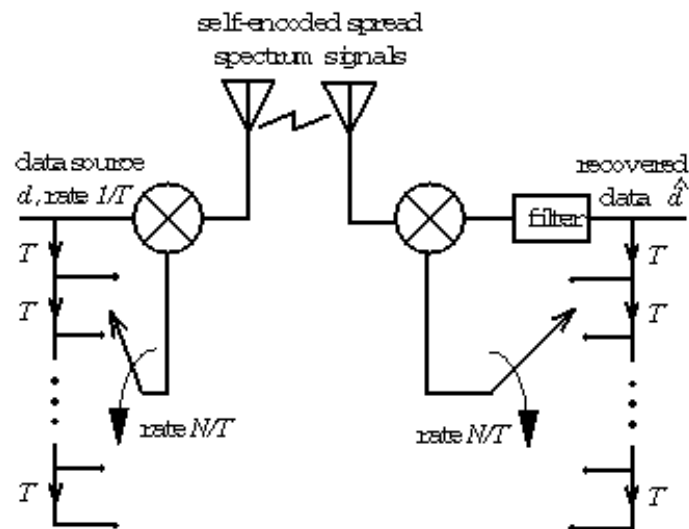 self-encoded spread
spectrum signals
data source
d, rate 1/T
recovered
data d̂
filter
T
T
T
T
rate N/T
rate N/T
T
T